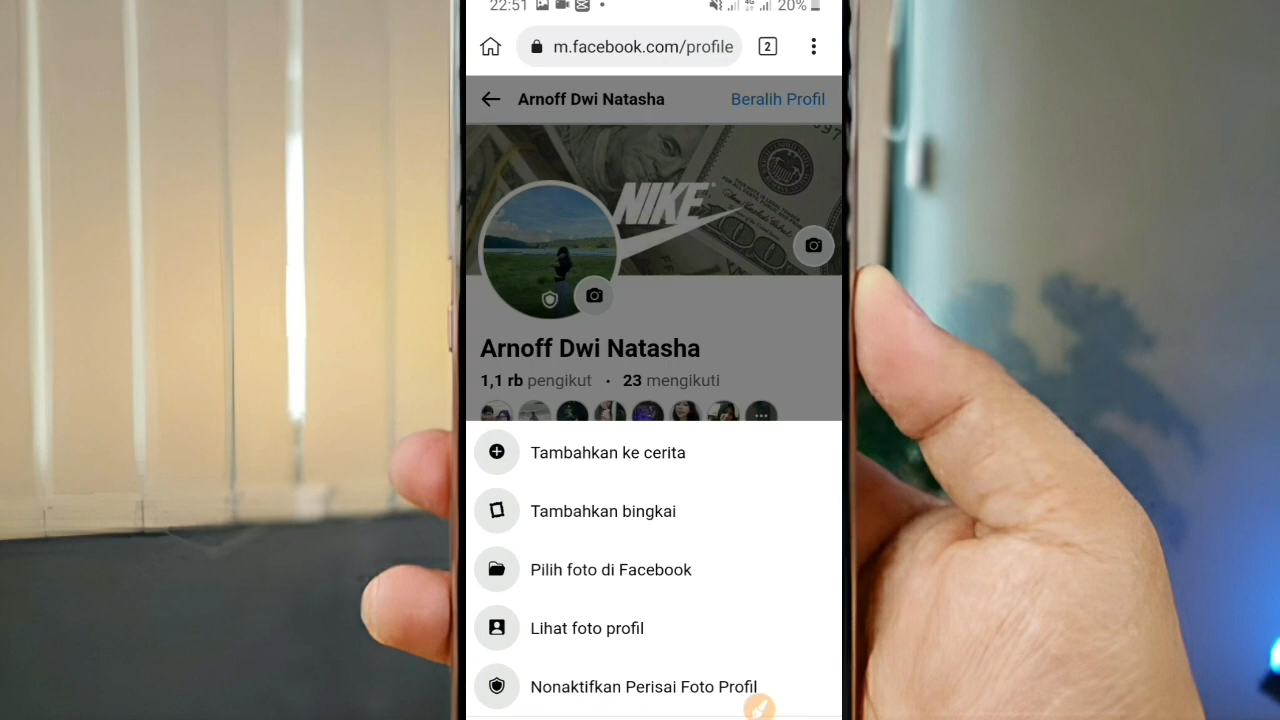 22:51
4G
20%
m.facebook.com/profile
2
Arnoff Dwi Natasha
Beralih Profil
NIKE
100
Arnoff Dwi Natasha
1,1 rb pengikut • 23 mengikuti
Tambahkan ke cerita
Tambahkan bingkai
Pilih foto di Facebook
Lihat foto profil
Nonaktifkan Perisai Foto Profil